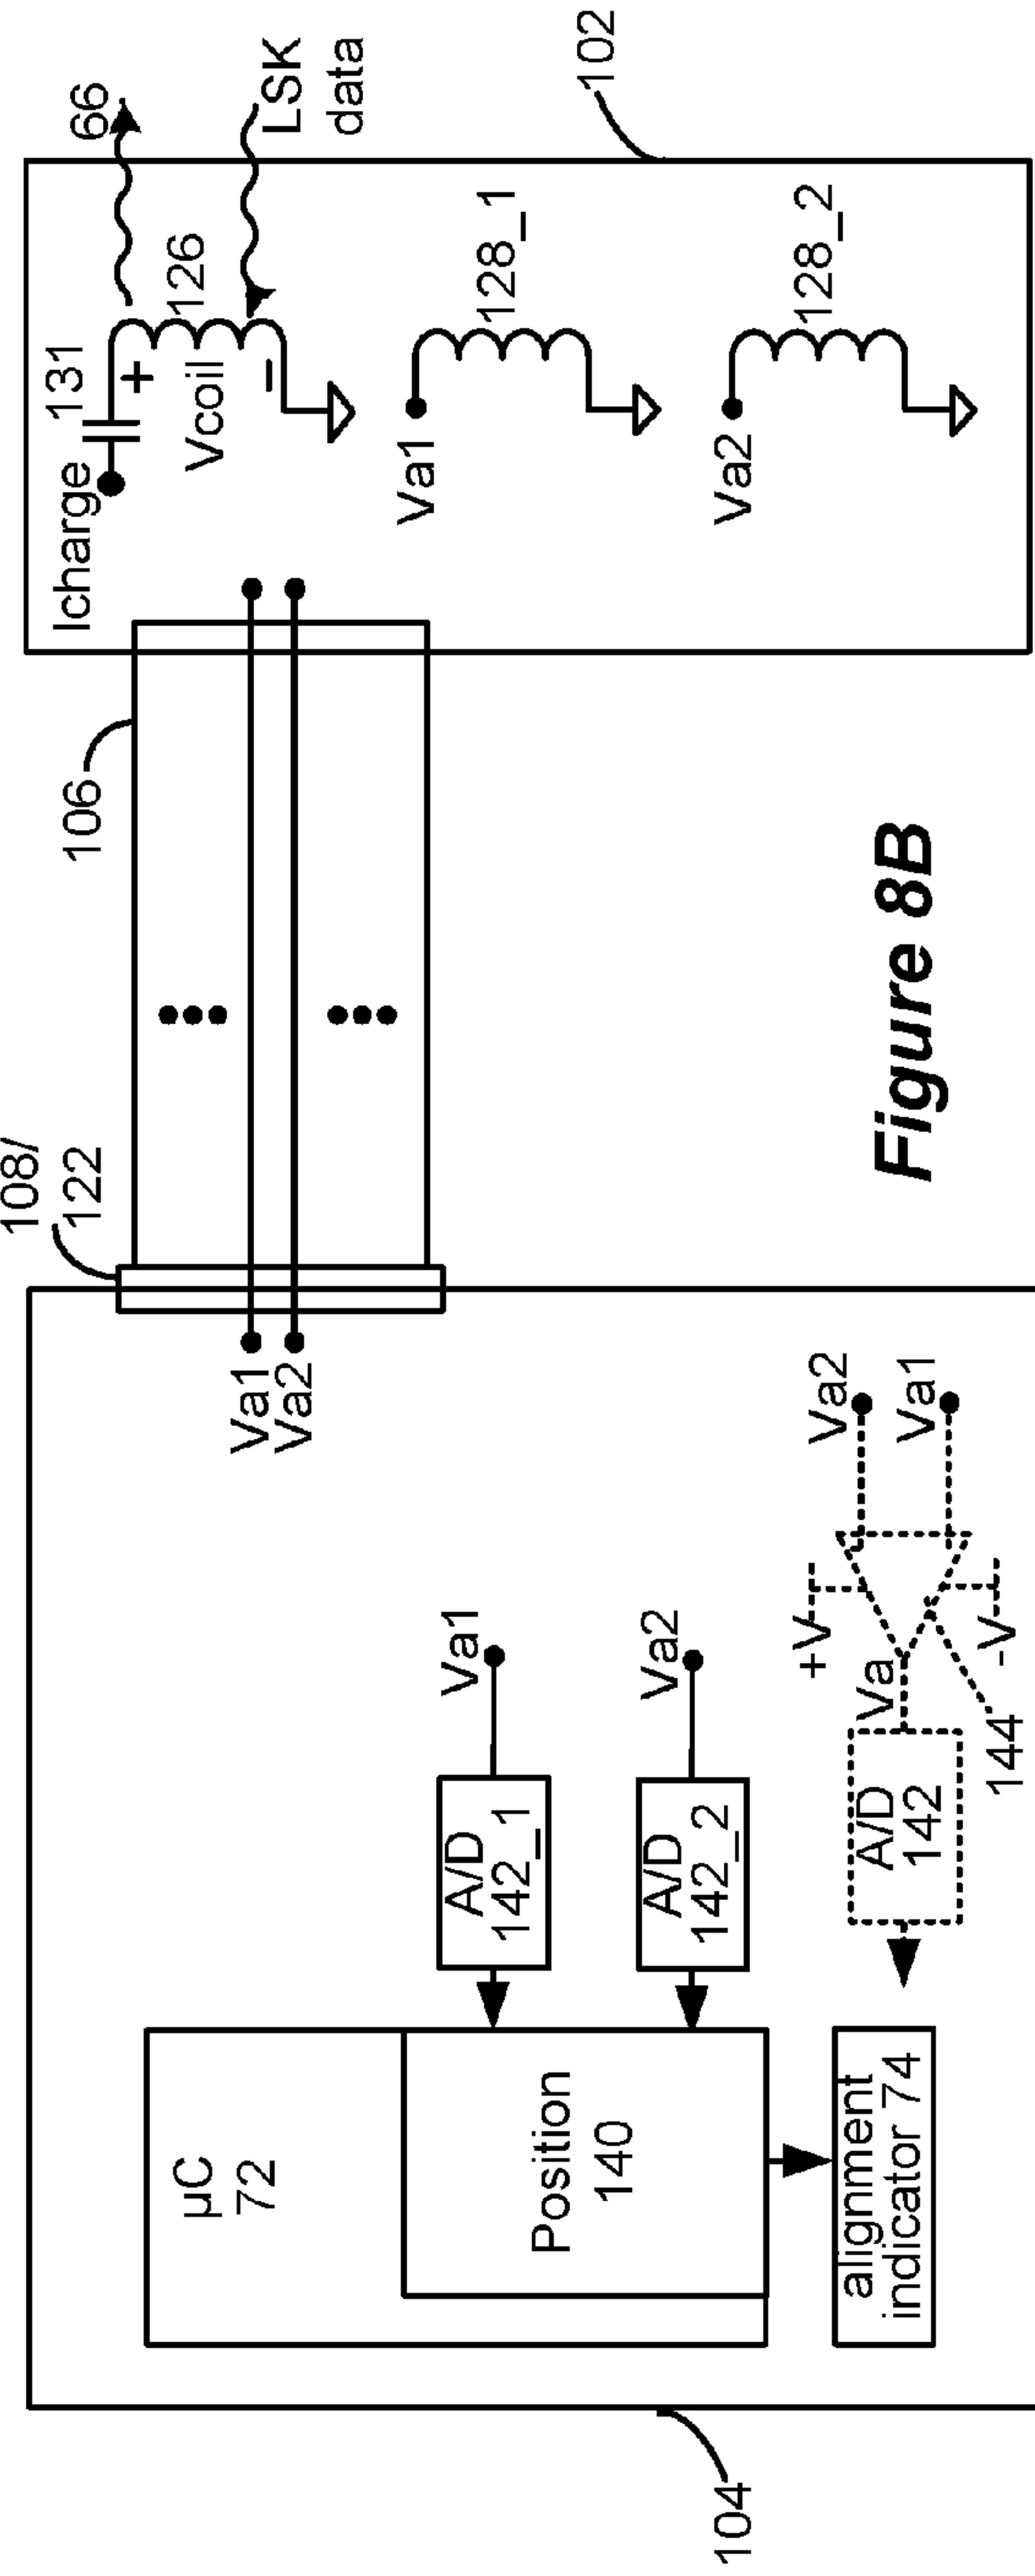 104
µC
72
Position
140
alignment
indicator 74
A/D
142_1
Va1
A/D
142_2
Va2
A/D
142
Va
144
+V
-V
Va2
Va1
Va1
Va2
108/
122
106
Icharge
131
+
Vcoil
–
126
66
LSK
data
Va1
128_1
Va2
128_2
102
Figure 8B